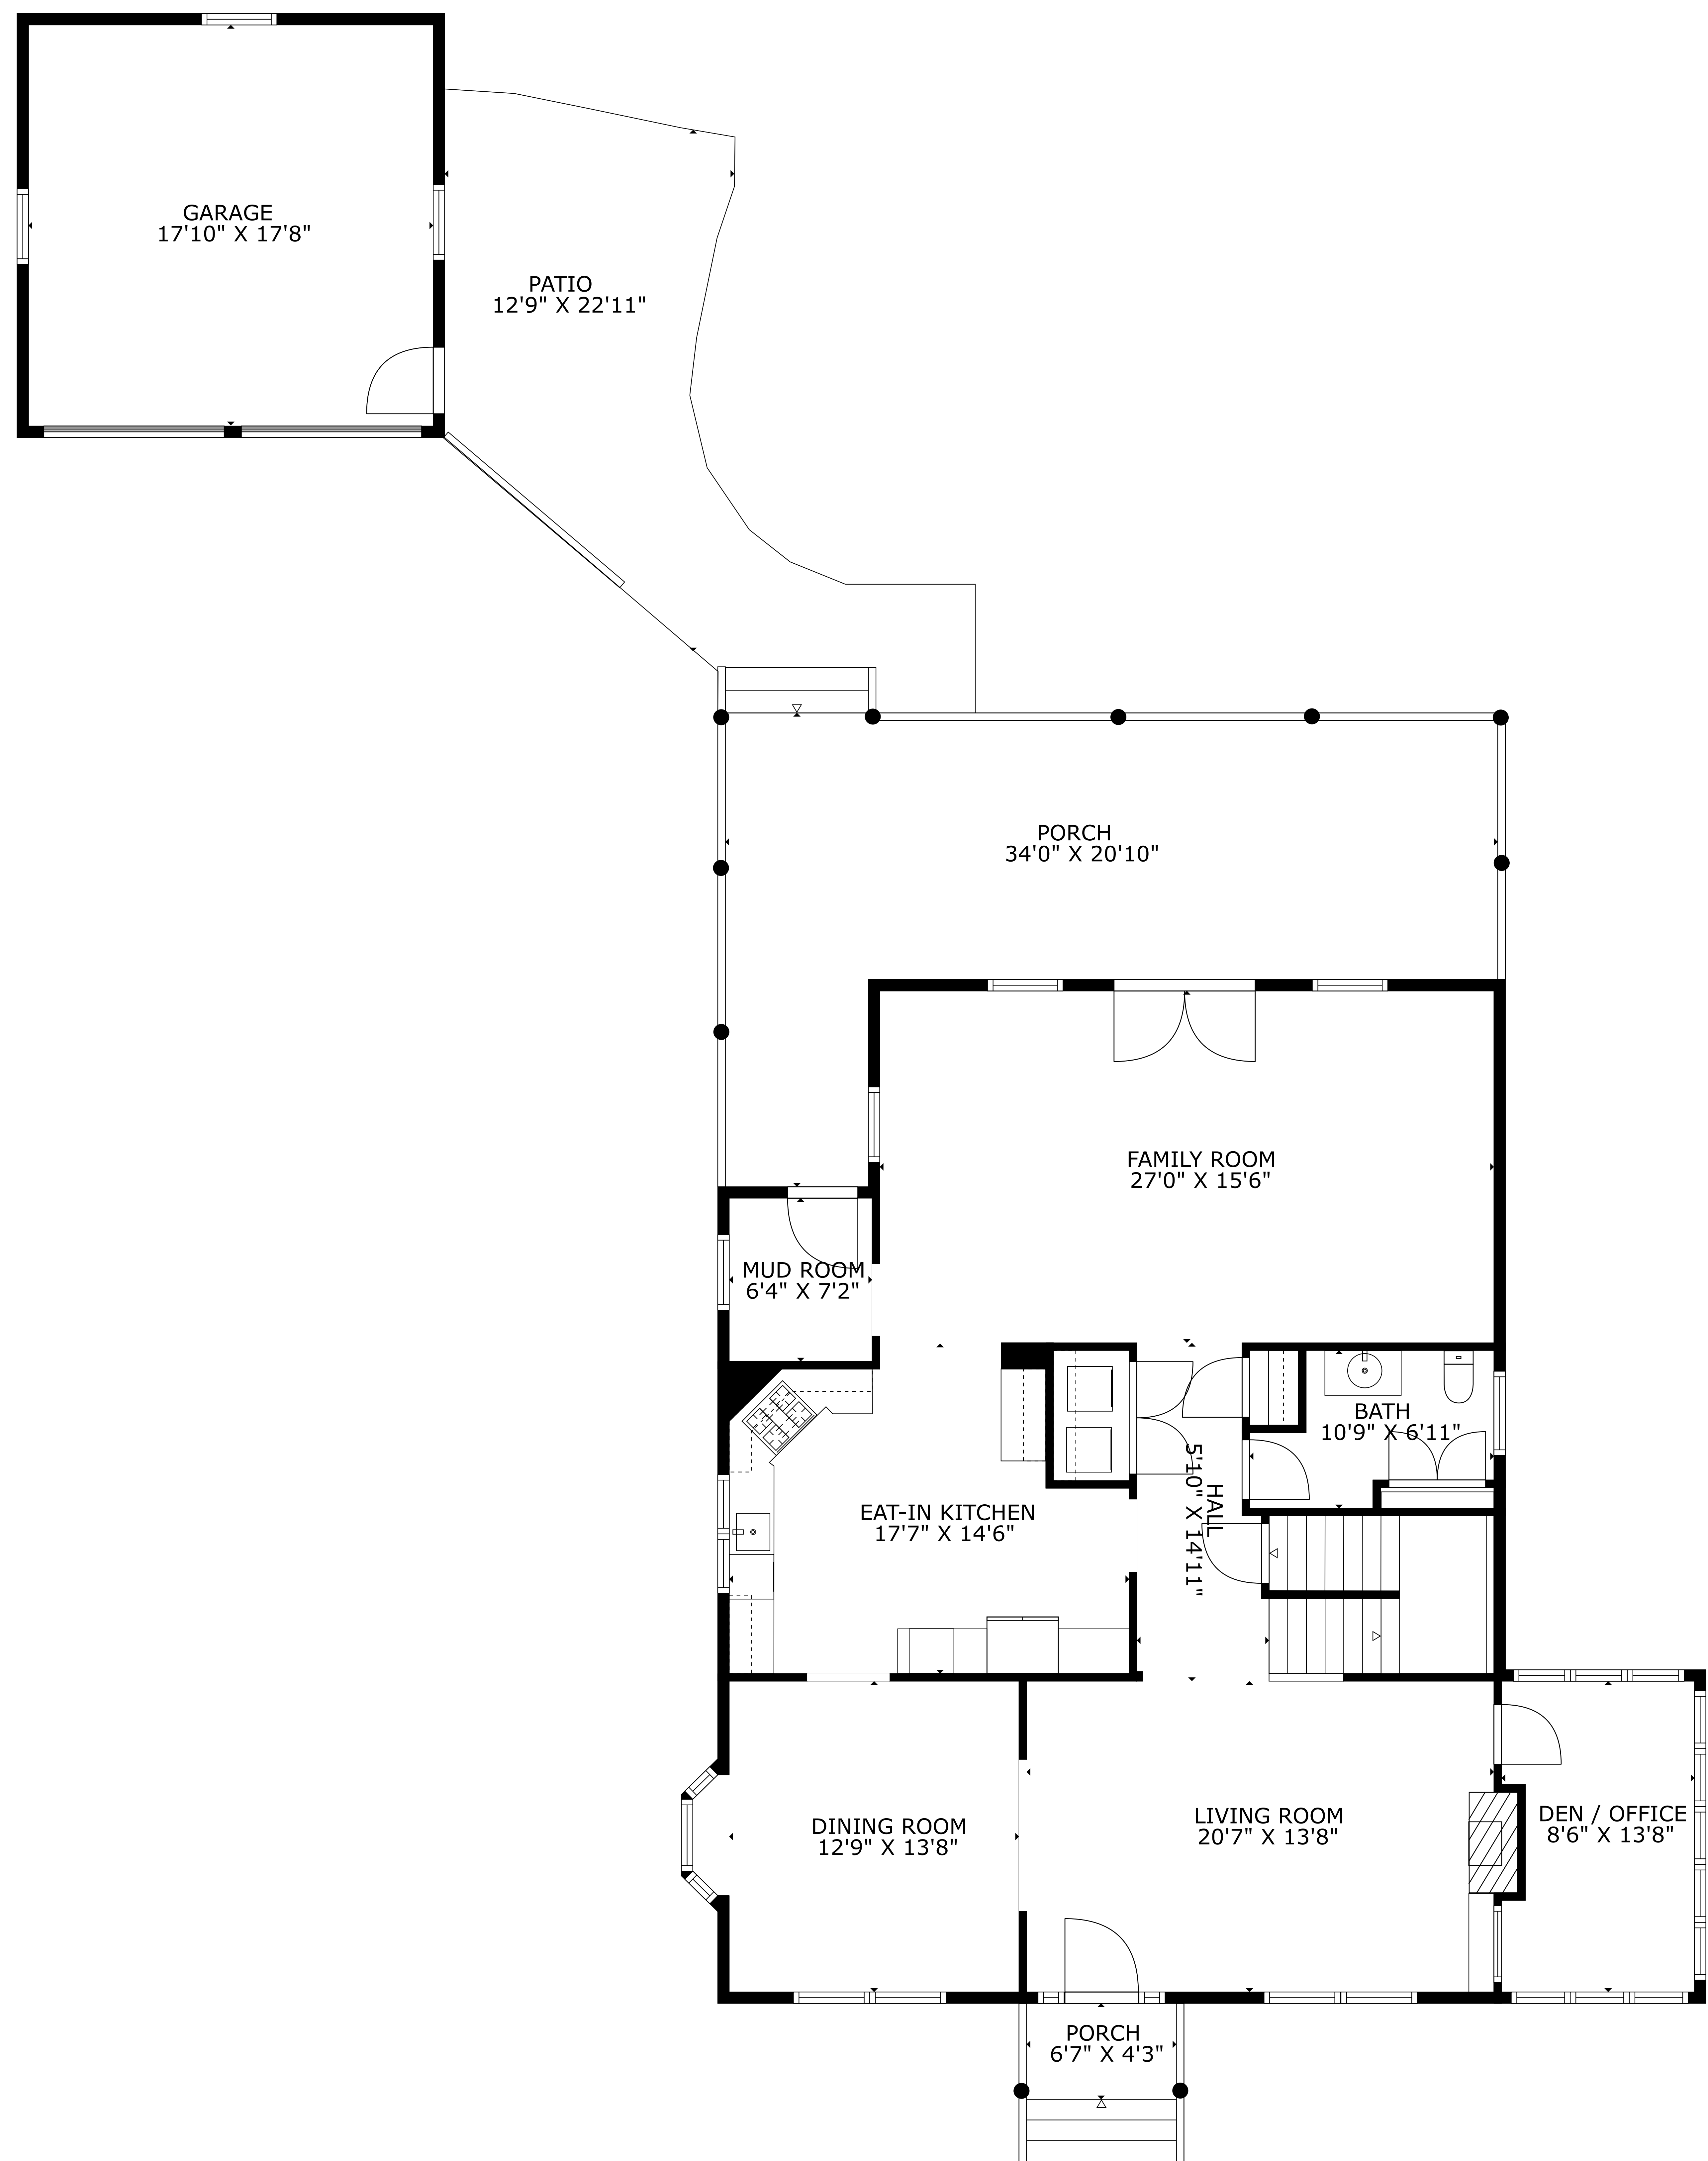 GARAGE
17'10" X 17'8"
PATIO
12'9" X 22'11"
PORCH
34'0" X 20'10"
FAMILY ROOM
27'0" X 15'6"
MUD ROOM
6'4" X 7'2"
BATH
10'9" X 6'11"
HALL
5'10" X 14'11"
EAT-IN KITCHEN
17'7" X 14'6"
DINING ROOM
12'9" X 13'8"
LIVING ROOM
20'7" X 13'8"
DEN / OFFICE
8'6" X 13'8"
PORCH
6'7" X 4'3"